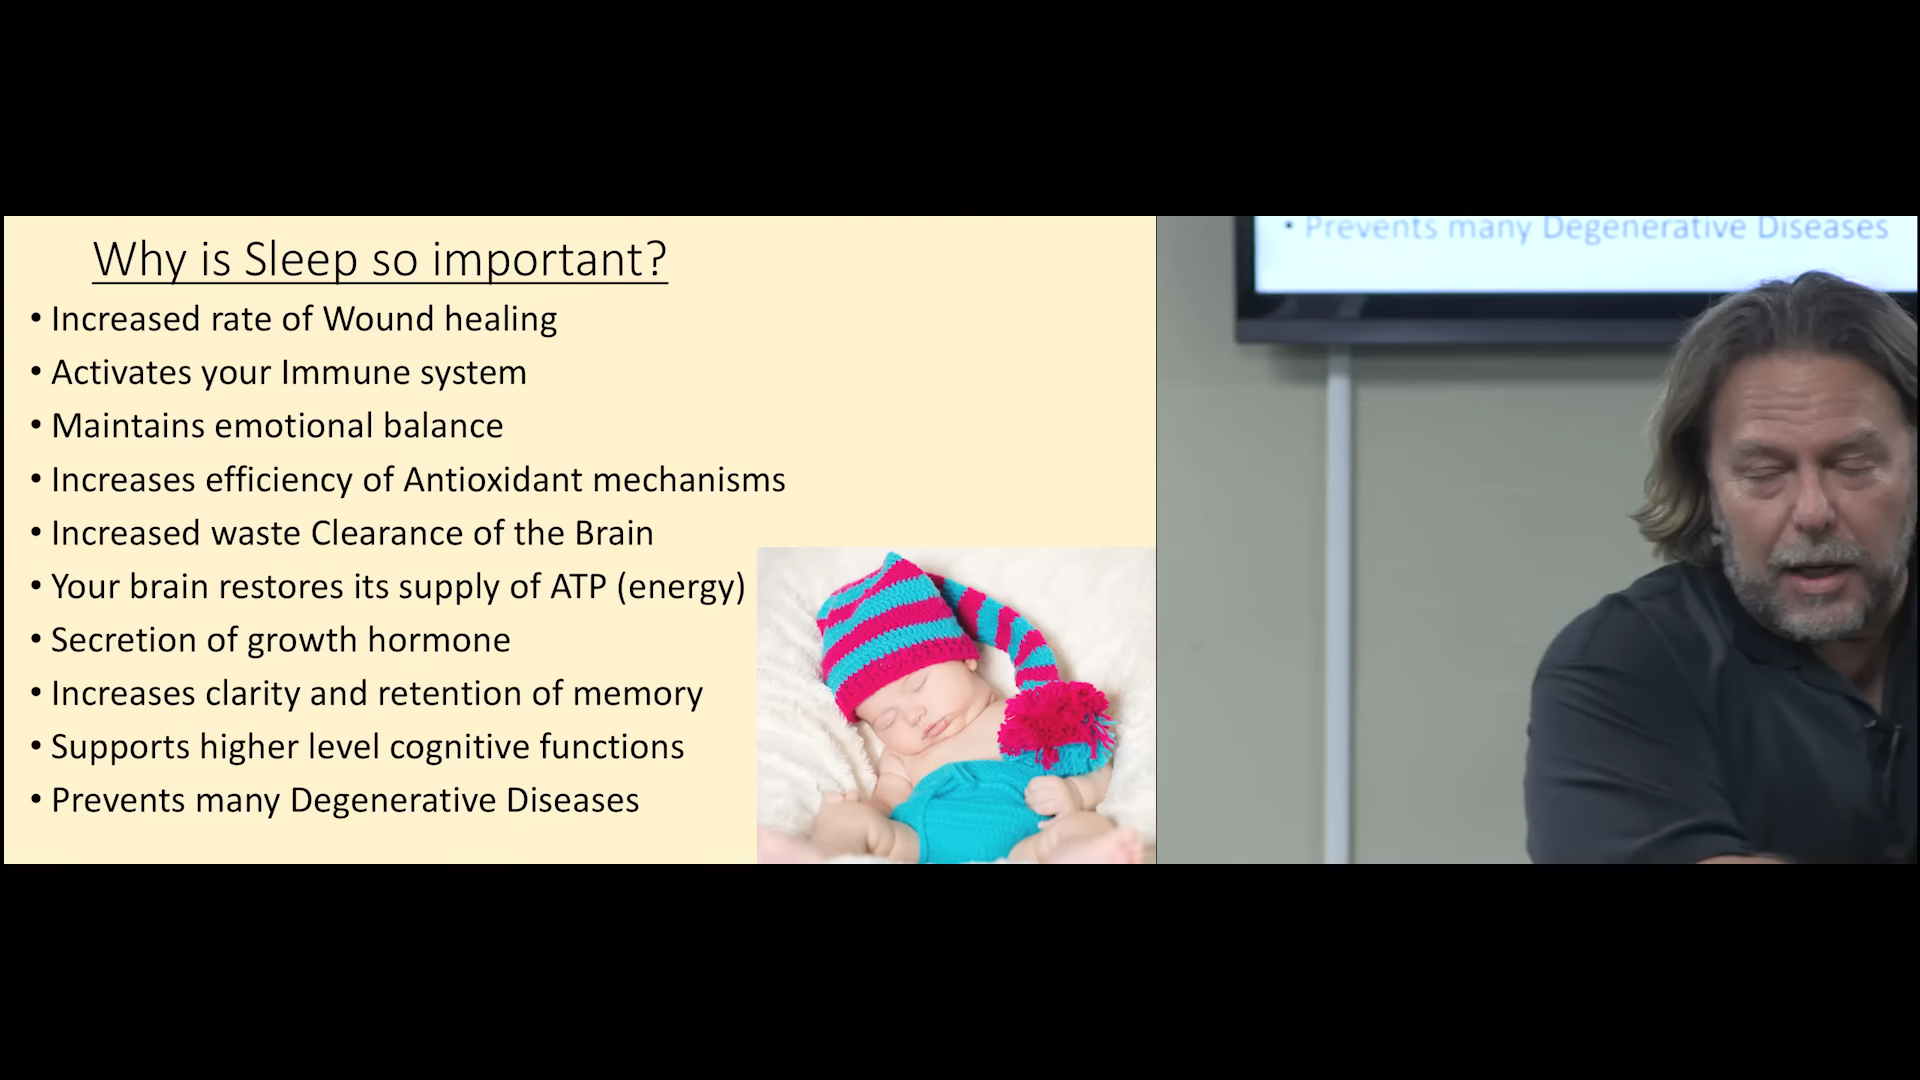 Why is Sleep so important?
• Increased rate of Wound healing
• Activates your Immune system
• Maintains emotional balance
• Increases efficiency of Antioxidant mechanisms
• Increased waste Clearance of the Brain
• Your brain restores its supply of ATP (energy)
• Secretion of growth hormone
• Increases clarity and retention of memory
• Supports higher level cognitive functions
• Prevents many Degenerative Diseases
• Prevents many Degenerative Diseases